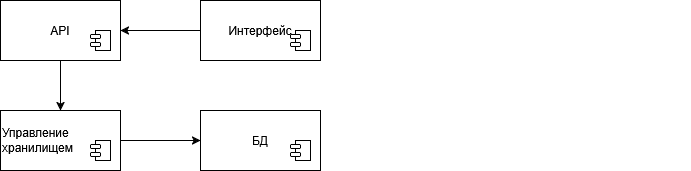 API
Интерфейс
Управление
хранилищем
БД